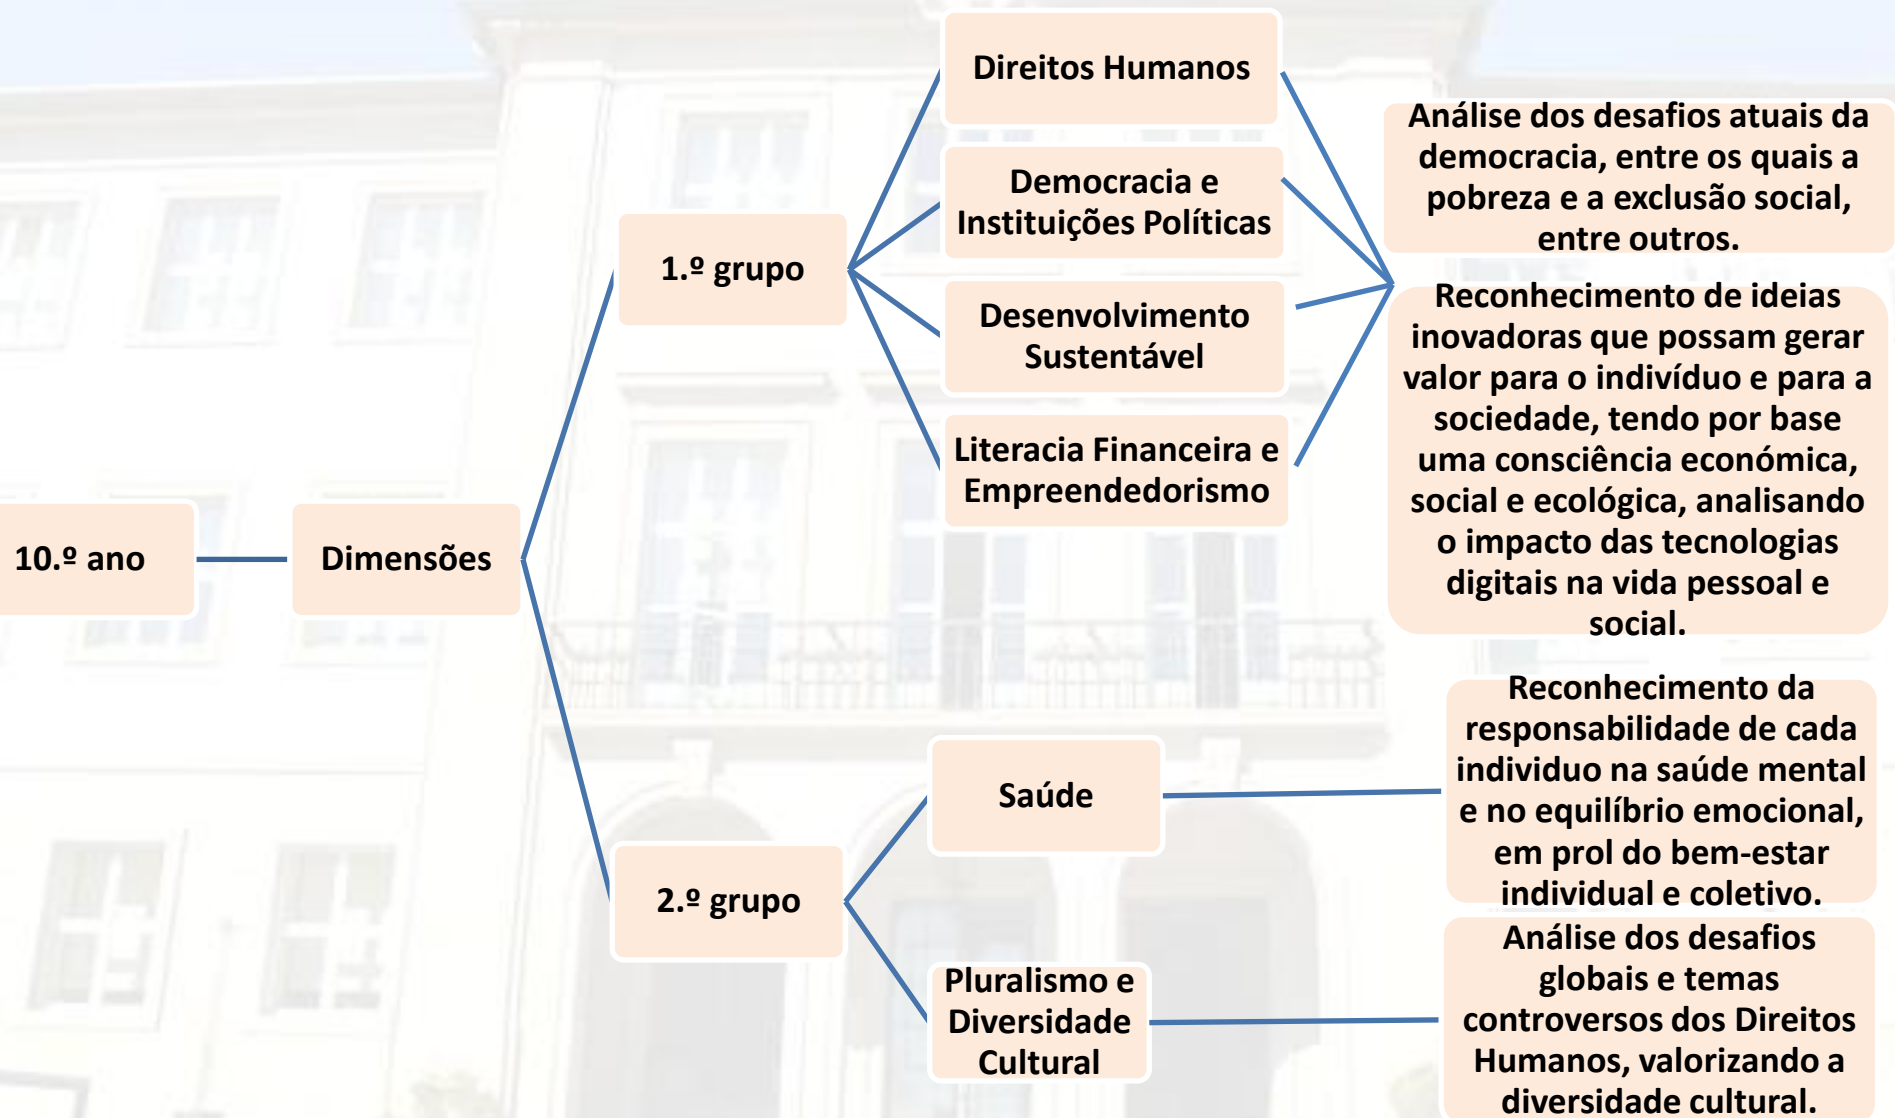 10.º ano
Dimensões
1.º grupo
Direitos Humanos
Democracia e
Instituições Políticas
Desenvolvimento
Sustentável
Literacia Financeira e
Empreendedorismo
Análise dos desafios atuais da
democracia, entre os quais a
pobreza e a exclusão social,
entre outros.
Reconhecimento de ideias
inovadoras que possam gerar
valor para o indivíduo e para a
sociedade, tendo por base
uma consciência económica,
social e ecológica, analisando
o impacto das tecnologias
digitais na vida pessoal e
social.
2.º grupo
Saúde
Reconhecimento da
responsabilidade de cada
individuo na saúde mental
e no equilíbrio emocional,
em prol do bem-estar
individual e coletivo.
Pluralismo e
Diversidade
Cultural
Análise dos desafios
globais e temas
controversos dos Direitos
Humanos, valorizando a
diversidade cultural.